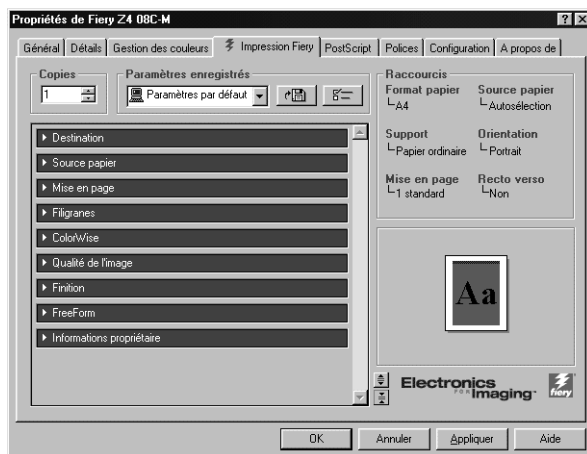 Propriétés de Fiery Z4 08C-M
Général Détails Gestion des couleurs Impression Fiery PostScript Polices Configuration A propos de
Copies
1
Paramètres enregistrés
Paramètres par défaut
Destination
Source papier
Mise en page
Filigranes
ColorWise
Qualité de l'image
Finition
FreeForm
Informations propriétaire
Raccourcis
Format papier Source papier
A4 Autosélection
Support Orientation
Papier ordinaire Portrait
Mise en page Recto verso
1 standard Non
Aa
Electronics
FOR Imaging
fiery
OK Annuler Appliquer Aide